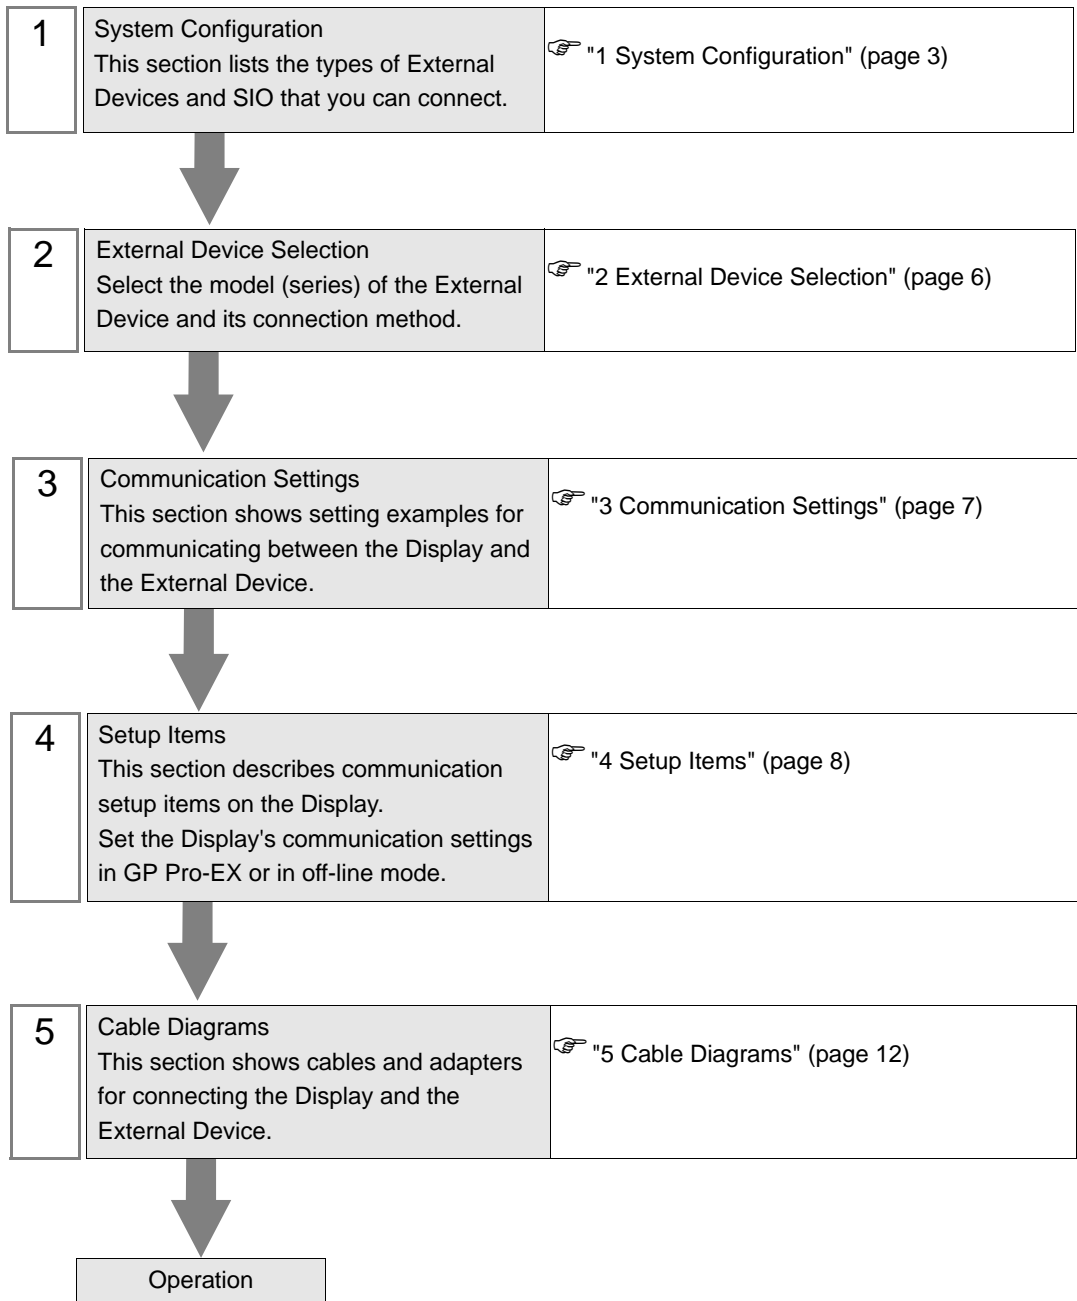 1
System Configuration
This section lists the types of External
Devices and SIO that you can connect.
"1 System Configuration" (page 3)
2
External Device Selection
Select the model (series) of the External
Device and its connection method.
"2 External Device Selection" (page 6)
3
Communication Settings
This section shows setting examples for
communicating between the Display and
the External Device.
"3 Communication Settings" (page 7)
4
Setup Items
This section describes communication
setup items on the Display.
Set the Display's communication settings
in GP Pro-EX or in off-line mode.
"4 Setup Items" (page 8)
5
Cable Diagrams
This section shows cables and adapters
for connecting the Display and the
External Device.
"5 Cable Diagrams" (page 12)
Operation